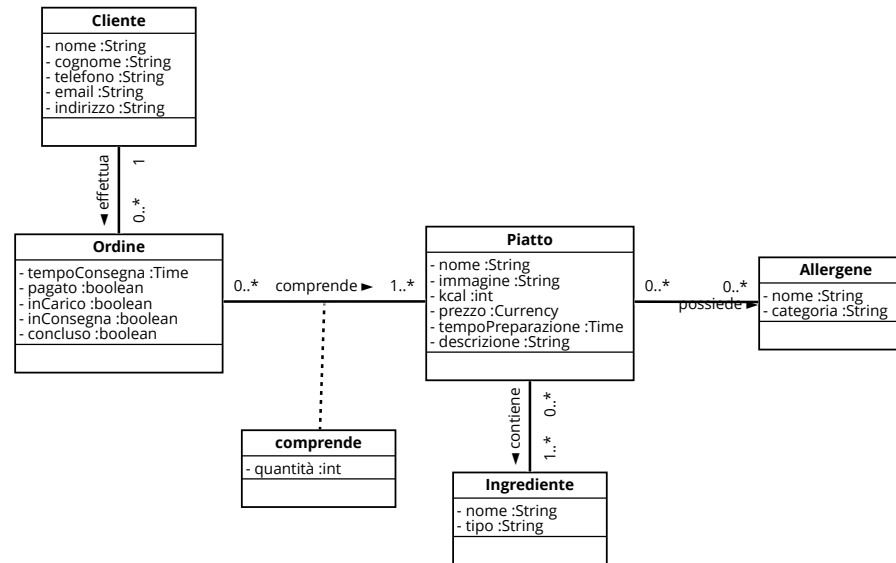 Cliente
- nome :String
- cognome :String
- telefono :String
- email :String
- indirizzo :String
◄ effettua
1
0..*
Ordine
- tempoConsegna :Time
- pagato :boolean
- inCarico :boolean
- inConsegna :boolean
- concluso :boolean
0..*
comprende ►
1..*
comprende
- quantità :int
Piatto
- nome :String
- immagine :String
- kcal :int
- prezzo :Currency
- tempoPreparazione :Time
- descrizione :String
0..*
0..*
possiede ►
Allergene
- nome :String
- categoria :String
◄ contiene
0..*
1..*
Ingrediente
- nome :String
- tipo :String